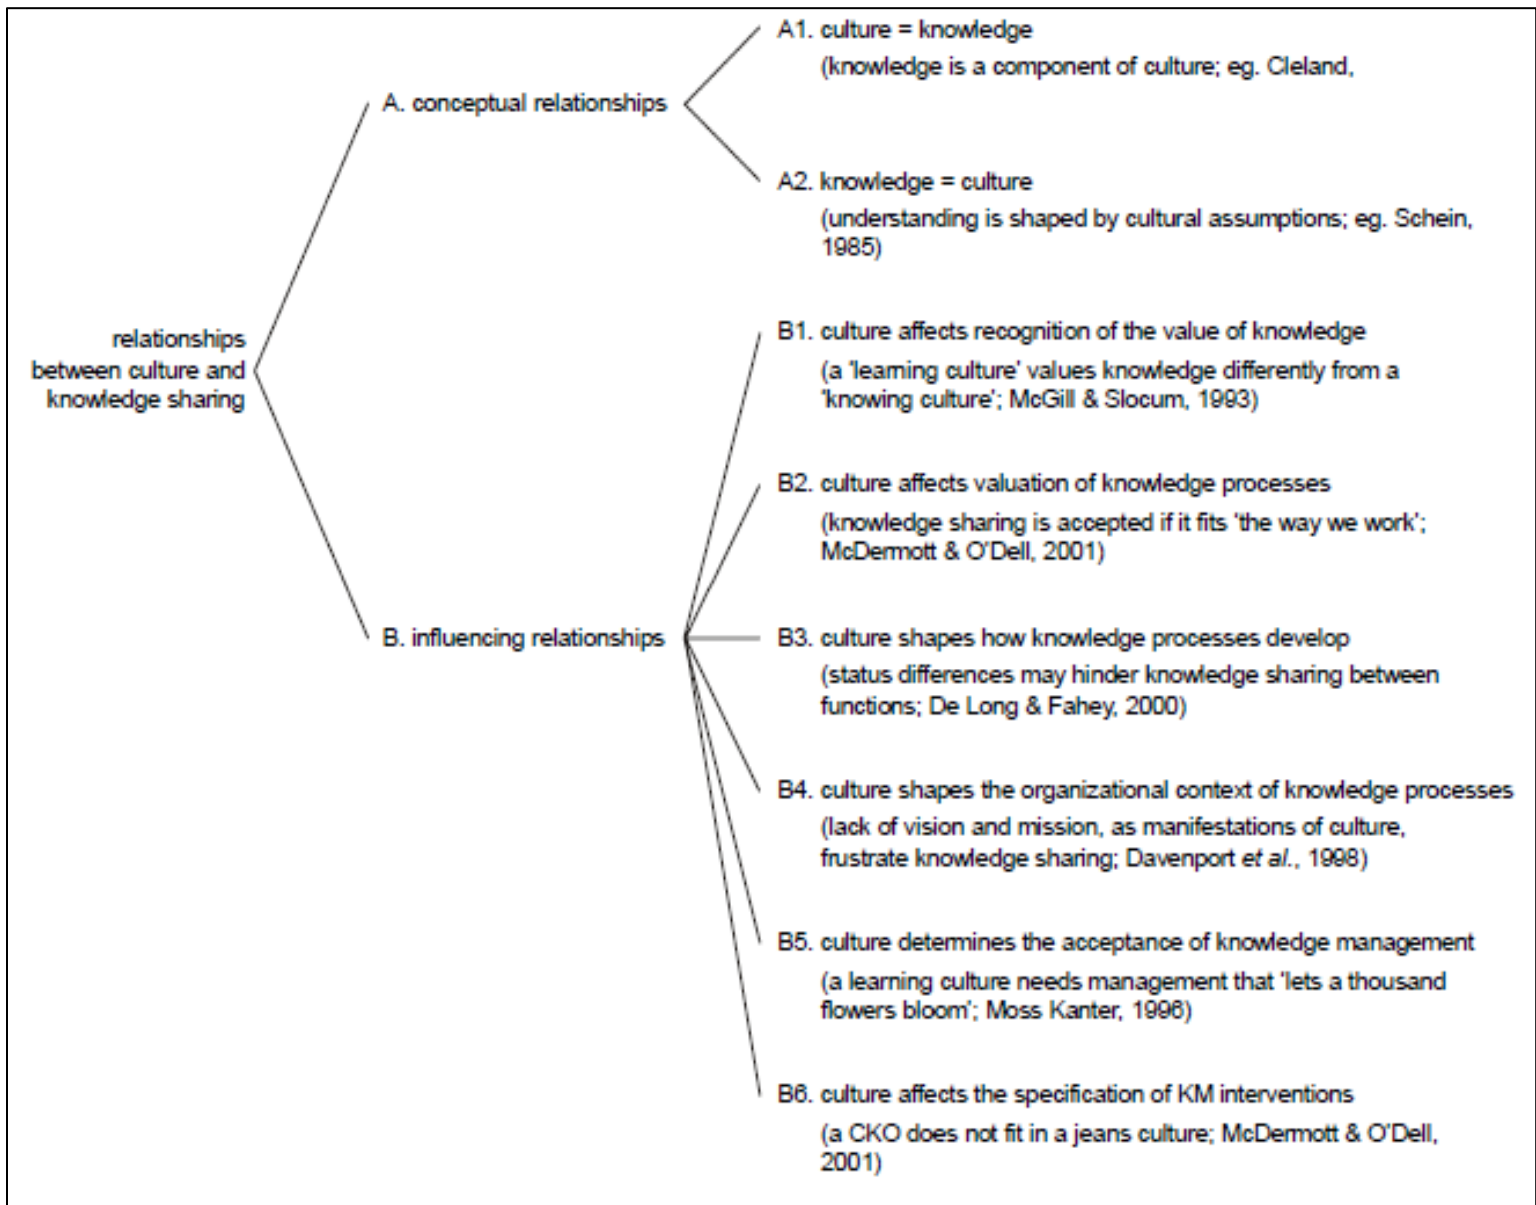 A1. culture = knowledge
(knowledge is a component of culture; eg. Cleland,
A. conceptual relationships
A2. knowledge = culture
(understanding is shaped by cultural assumptions; eg. Schein,
1985)
relationships
between culture and
knowledge sharing
B1. culture affects recognition of the value of knowledge
(a 'learning culture' values knowledge differently from a
'knowing culture'; McGill & Slocum, 1993)
B2. culture affects valuation of knowledge processes
(knowledge sharing is accepted if it fits 'the way we work';
McDermott & O'Dell, 2001)
B. influencing relationships
B3. culture shapes how knowledge processes develop
(status differences may hinder knowledge sharing between
functions; De Long & Fahey, 2000)
B4. culture shapes the organizational context of knowledge processes
(lack of vision and mission, as manifestations of culture,
frustrate knowledge sharing; Davenport et al., 1998)
B5. culture determines the acceptance of knowledge management
(a learning culture needs management that 'lets a thousand
flowers bloom'; Moss Kanter, 1996)
B6. culture affects the specification of KM interventions
(a CKO does not fit in a jeans culture; McDermott & O'Dell,
2001)